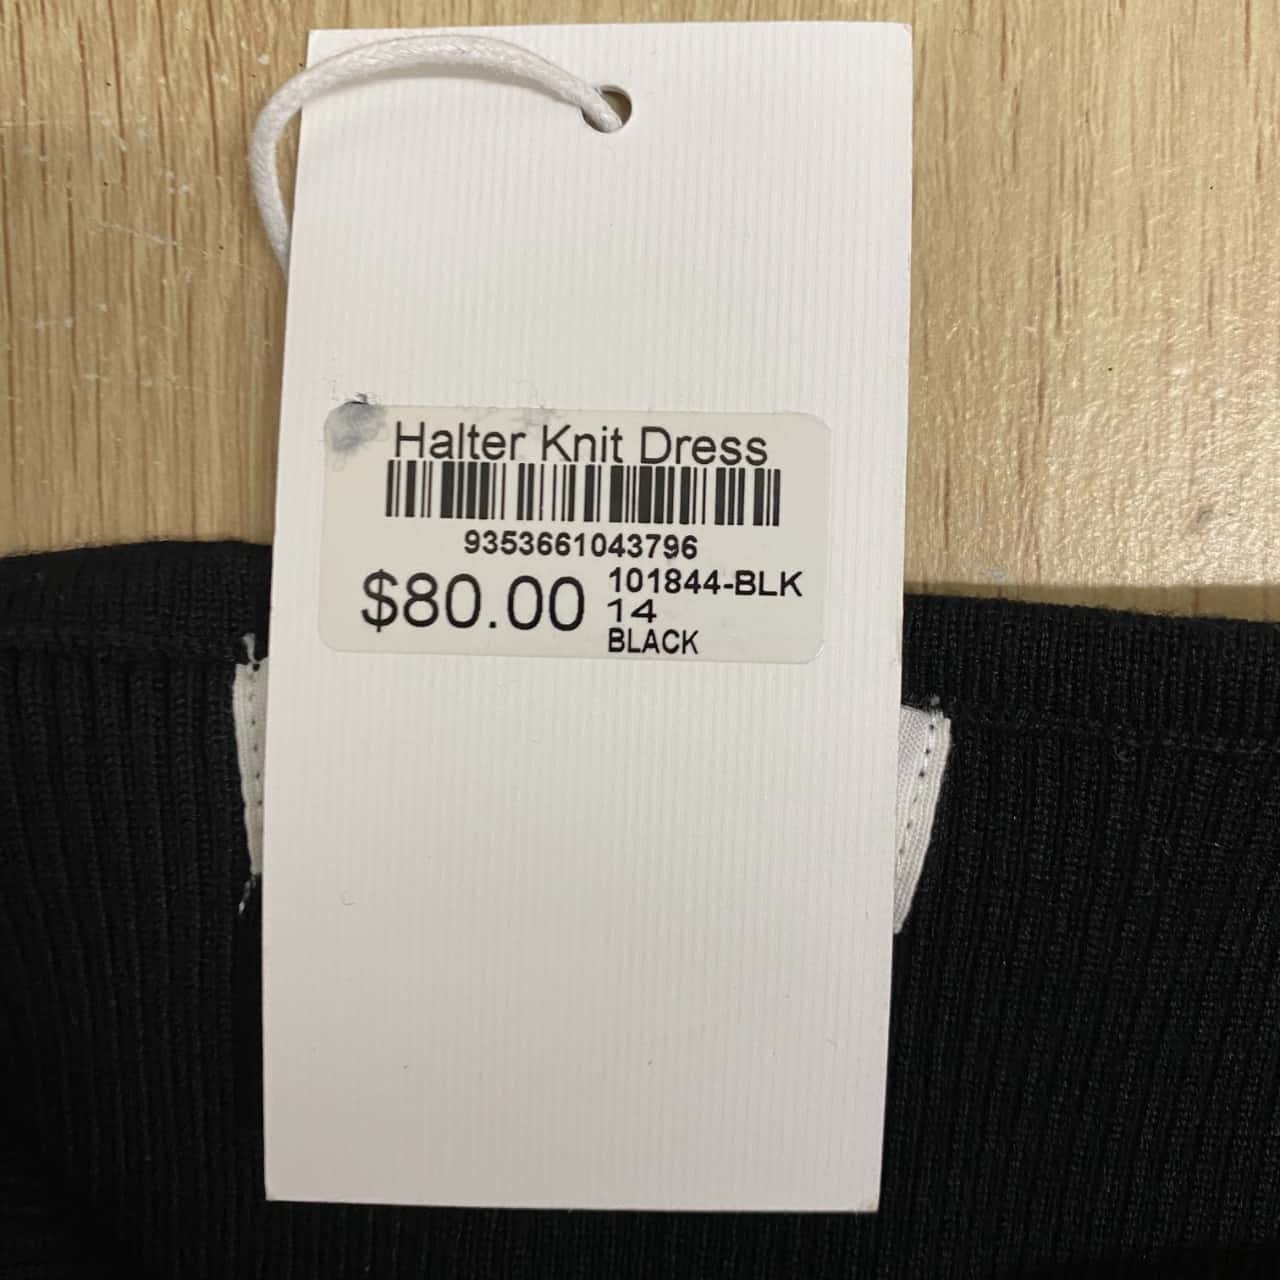 Halter Knit Dress
9353661043796
$80.00
101844-BLK
14
BLACK